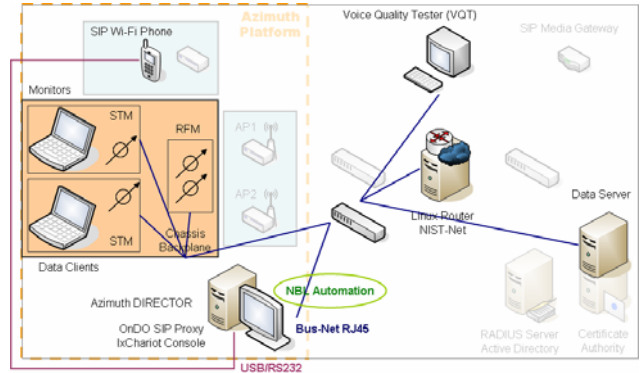 Azimuth
Platform
SIP Wi-Fi Phone
Voice Quality Tester (VQT)
SIP Media Gateway
Monitors
STM
RFM
AP1
AP2
STM
Chassis
Backplane
Data Clients
Linux Router
NIST-Net
Data Server
Azimuth DIRECTOR
OnDO SIP Proxy
IxChariot Console
NBL Automation
Bus-Net RJ45
USB/RS232
RADIUS Server
Active Directory
Certificate
Authority